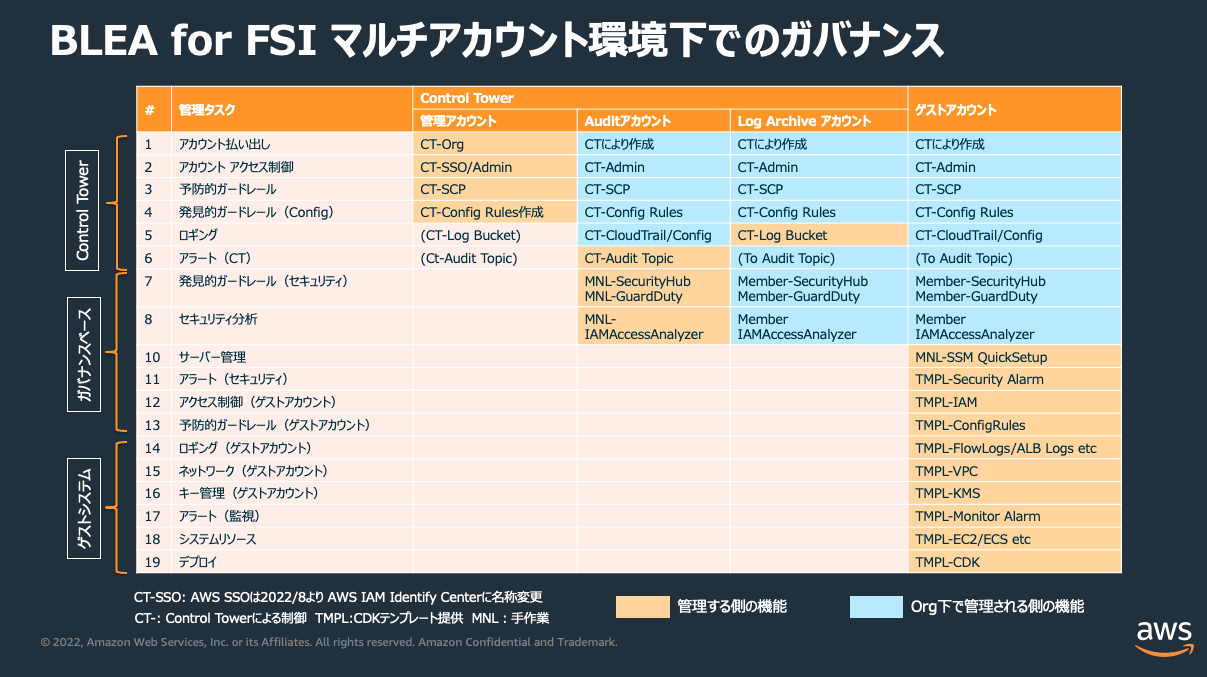 BLEA for FSI マルチアカウント環境下でのガバナンス
# 管理タスク Control Tower ゲストアカウント
管理アカウント Auditアカウント Log Archive アカウント
Control Tower
1 アカウント払い出し CT-Org CTにより作成 CTにより作成 CTにより作成
2 アカウント アクセス制御 CT-SSO/Admin CT-Admin CT-Admin CT-Admin
3 予防的ガードレール CT-SCP CT-SCP CT-SCP CT-SCP
4 発見的ガードレール（Config） CT-Config Rules作成 CT-Config Rules CT-Config Rules CT-Config Rules
5 ロギング (CT-Log Bucket) CT-CloudTrail/Config CT-Log Bucket CT-CloudTrail/Config
6 アラート（CT） (Ct-Audit Topic) CT-Audit Topic (To Audit Topic) (To Audit Topic)
ガバナンスベース
7 発見的ガードレール（セキュリティ） MNL-SecurityHub Member-SecurityHub Member-SecurityHub
MNL-GuardDuty Member-GuardDuty Member-GuardDuty
8 セキュリティ分析 MNL- Member Member
IAMAccessAnalyzer IAMAccessAnalyzer IAMAccessAnalyzer
10 サーバー管理 MNL-SSM QuickSetup
11 アラート（セキュリティ） TMPL-Security Alarm
12 アクセス制御（ゲストアカウント） TMPL-IAM
13 予防的ガードレール（ゲストアカウント） TMPL-ConfigRules
ゲストシステム
14 ロギング（ゲストアカウント） TMPL-FlowLogs/ALB Logs etc
15 ネットワーク（ゲストアカウント） TMPL-VPC
16 キー管理（ゲストアカウント） TMPL-KMS
17 アラート（監視） TMPL-Monitor Alarm
18 システムリソース TMPL-EC2/ECS etc
19 デプロイ TMPL-CDK
CT-SSO: AWS SSOは2022/8より AWS IAM Identify Centerに名称変更
CT-: Control Towerによる制御 TMPL:CDKテンプレート提供 MNL：手作業
管理する側の機能
Org下で管理される側の機能
© 2022, Amazon Web Services, Inc. or its Affiliates. All rights reserved. Amazon Confidential and Trademark.
aws